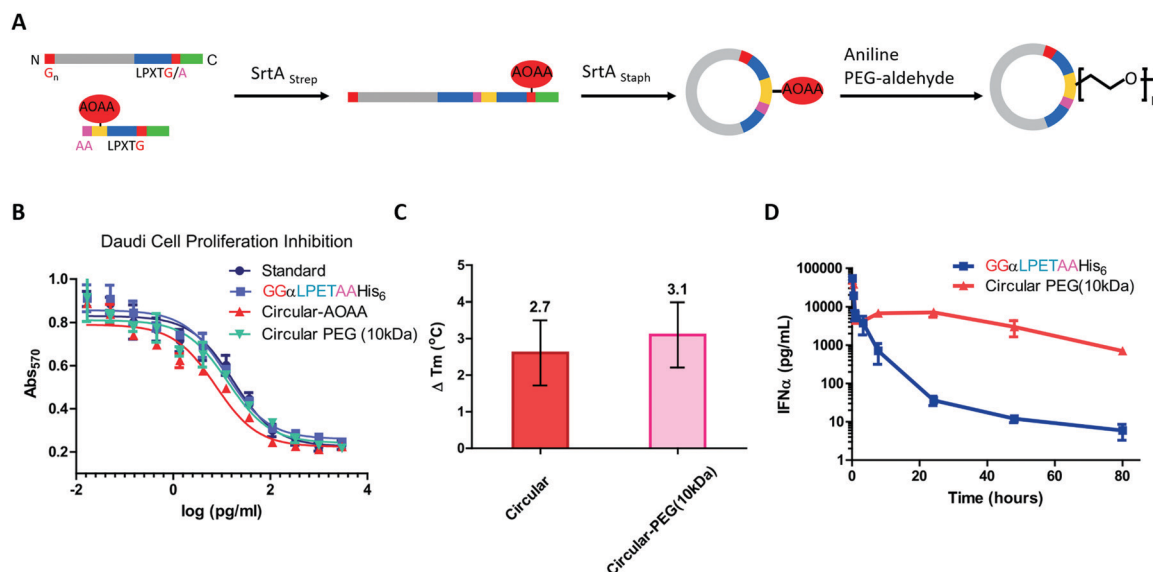 A
N
C
Gn
LPXTG/A
AOAA
AA
LPXTG
SrtA Strep
AOAA
SrtA Staph
AOAA
Aniline
PEG-aldehyde
O
B
Daudi Cell Proliferation Inhibition
Standard
GGαLPETAAHis6
Circular-AOAA
Circular PEG (10kDa)
Abs570
1.0
0.8
0.6
0.4
0.2
-2
0
2
4
log (pg/ml)
C
Δ Tm (°C)
5
4
3
2
1
0
2.7
3.1
Circular
Circular-PEG(10kDa)
D
GGαLPETAAHis6
Circular PEG(10kDa)
IFNα (pg/mL)
100000
10000
1000
100
10
1
0
20
40
60
80
Time (hours)